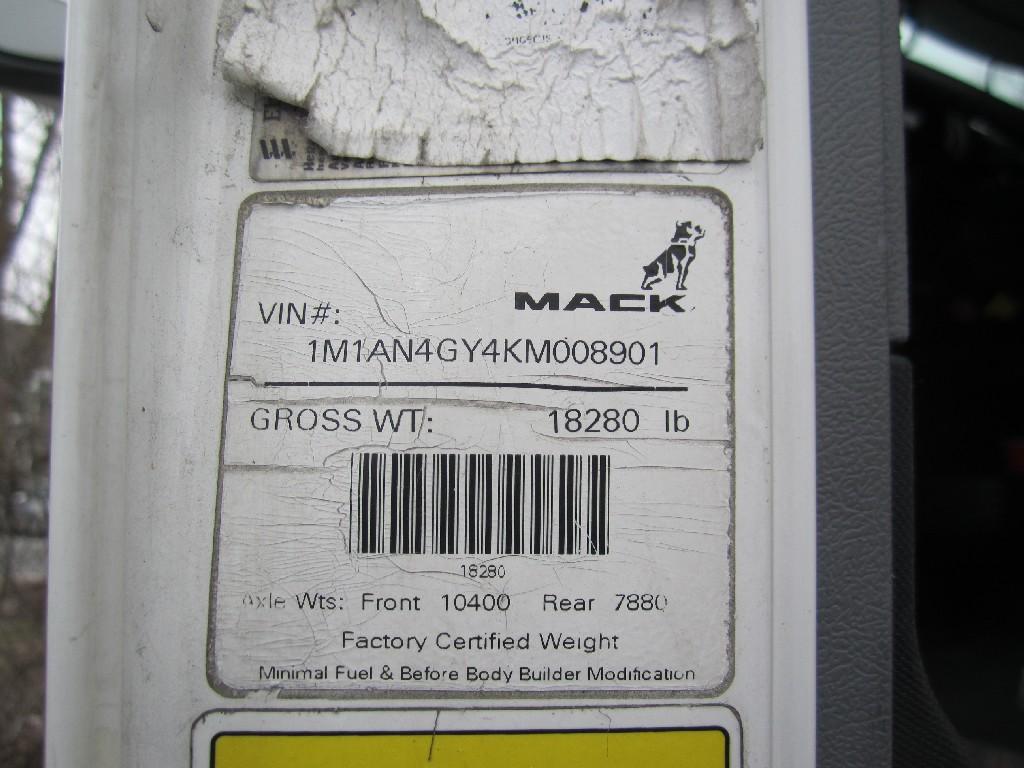 MACK
VIN#:
1M1AN4GY4KM008901
GROSS WT: 18280 lb
18280
Axle Wts: Front 10400 Rear 7880
Factory Certified Weight
Minimal Fuel & Before Body Builder Modification